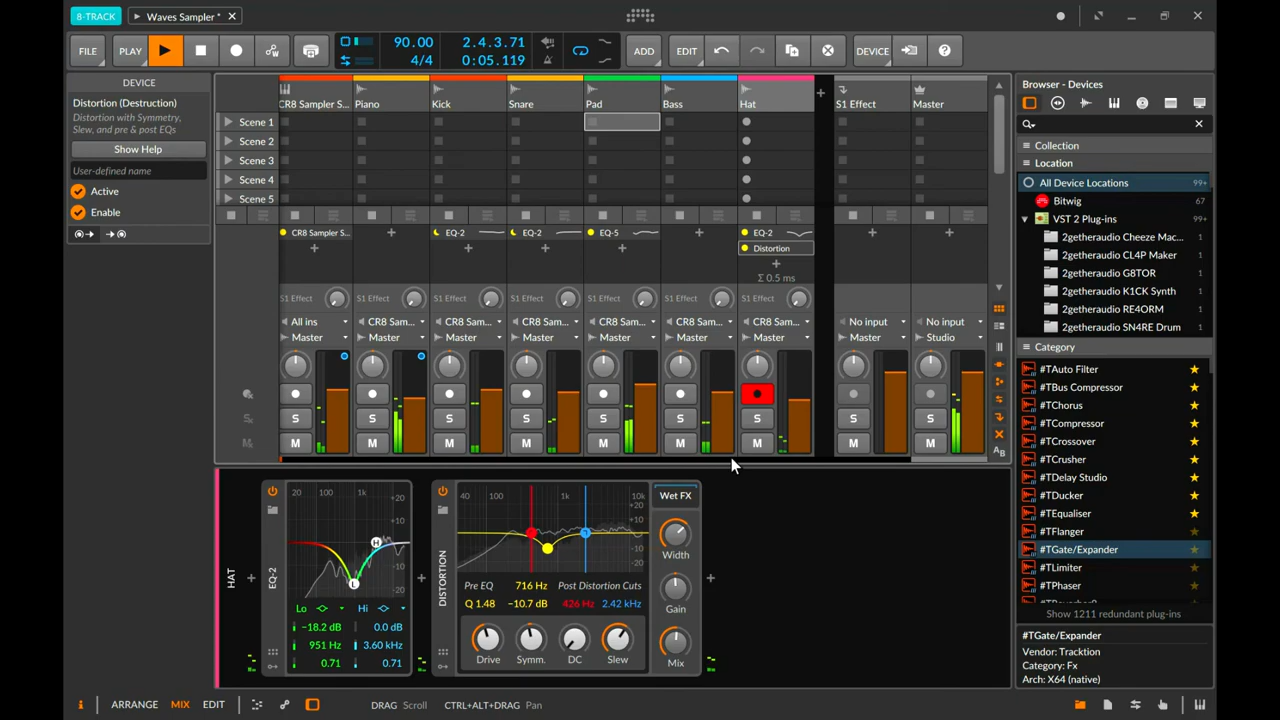 8-TRACK
Waves Sampler *
FILE
PLAY
90.00
4/4
2.4.3.71
0:05.119
ADD
EDIT
DEVICE
DEVICE
Distortion (Destruction)
Distortion with Symmetry,
Slew, and pre & post EQs
Show Help
User-defined name
Active
Enable
CR8 Sampler S... Piano Kick Snare Pad Bass Hat + S1 Effect Master
Scene 1
Scene 2
Scene 3
Scene 4
Scene 5
CR8 Sampler S... + EQ-2 EQ-2 EQ-5 + EQ-2 + +
+ + + + Distortion
+
Σ 0.5 ms
S1 Effect S1 Effect S1 Effect S1 Effect S1 Effect S1 Effect S1 Effect
All ins CR8 Sam... CR8 Sam... CR8 Sam... CR8 Sam... CR8 Sam... CR8 Sam... No input No input
Master Master Master Master Master Master Master Master Studio
S S S S S S S S S
M M M M M M M M M
AB
Browser - Devices
Collection
Location
All Device Locations 99+
Bitwig 67
VST 2 Plug-ins 99+
2getheraudio Cheeze Mac... 1
2getheraudio CL4P Maker 1
2getheraudio G8TOR 1
2getheraudio K1CK Synth 1
2getheraudio RE4ORM 1
2getheraudio SN4RE Drum 1
Category
#TAuto Filter
#TBus Compressor
#TChorus
#TCompressor
#TCrossover
#TCrusher
#TDelay Studio
#TDucker
#TEqualiser
#TFlanger
#TGate/Expander
#TLimiter
#TPhaser
Show 1211 redundant plug-ins
#TGate/Expander
Vendor: Tracktion
Category: Fx
Arch: X64 (native)
HAT
EQ-2
20 100 1k
+20
+10
-10
-20
H
L
Lo Hi
−18.2 dB 0.0 dB
951 Hz 3.60 kHz
0.71 0.71
DISTORTION
40 100 1k 10k
+20
+10
-10
-20
Pre EQ 716 Hz Post Distortion Cuts
Q 1.48 −10.7 dB 426 Hz 2.42 kHz
Drive Symm. DC Slew
Wet FX
Width
Gain
Mix
ARRANGE MIX EDIT
DRAG Scroll CTRL+ALT+DRAG Pan